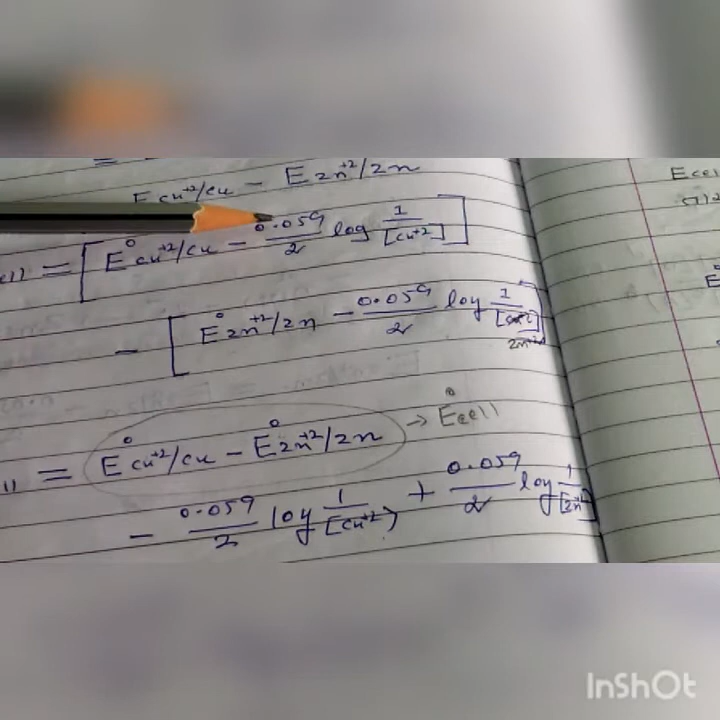 E cu+2/cu − E zn+2/zn
ell = [E° cu+2/cu − 0.059/2 log 1/[cu+2]]
− [E° zn+2/zn − 0.059/2 log 1/[zn+2]]
ll = E° cu+2/cu − E° zn+2/zn → E°cell
− 0.059/2 log 1/[cu+2) + 0.059/2 log 1/[zn+2]
Ecel
E°
InShOt